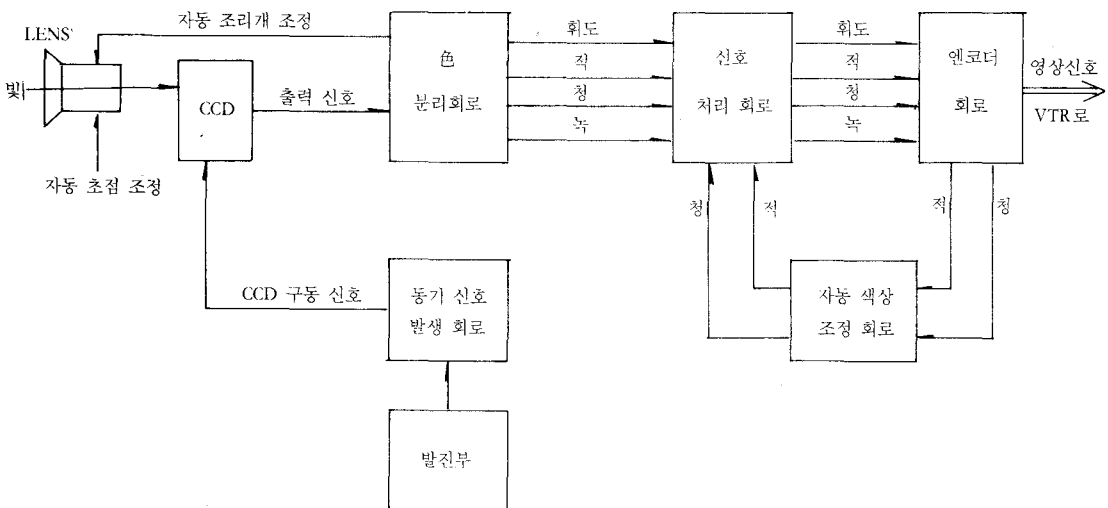 자동 조리개 조정
LENS
빛
CCD
출력 신호
자동 초점 조정
色
분리회로
휘도
적
청
녹
신호
처리 회로
휘도
적
청
녹
엔코더
회로
영상신호
VTR로
청
적
적
청
자동 색상
조정 회로
CCD 구동 신호
동기 신호
발생 회로
발진부